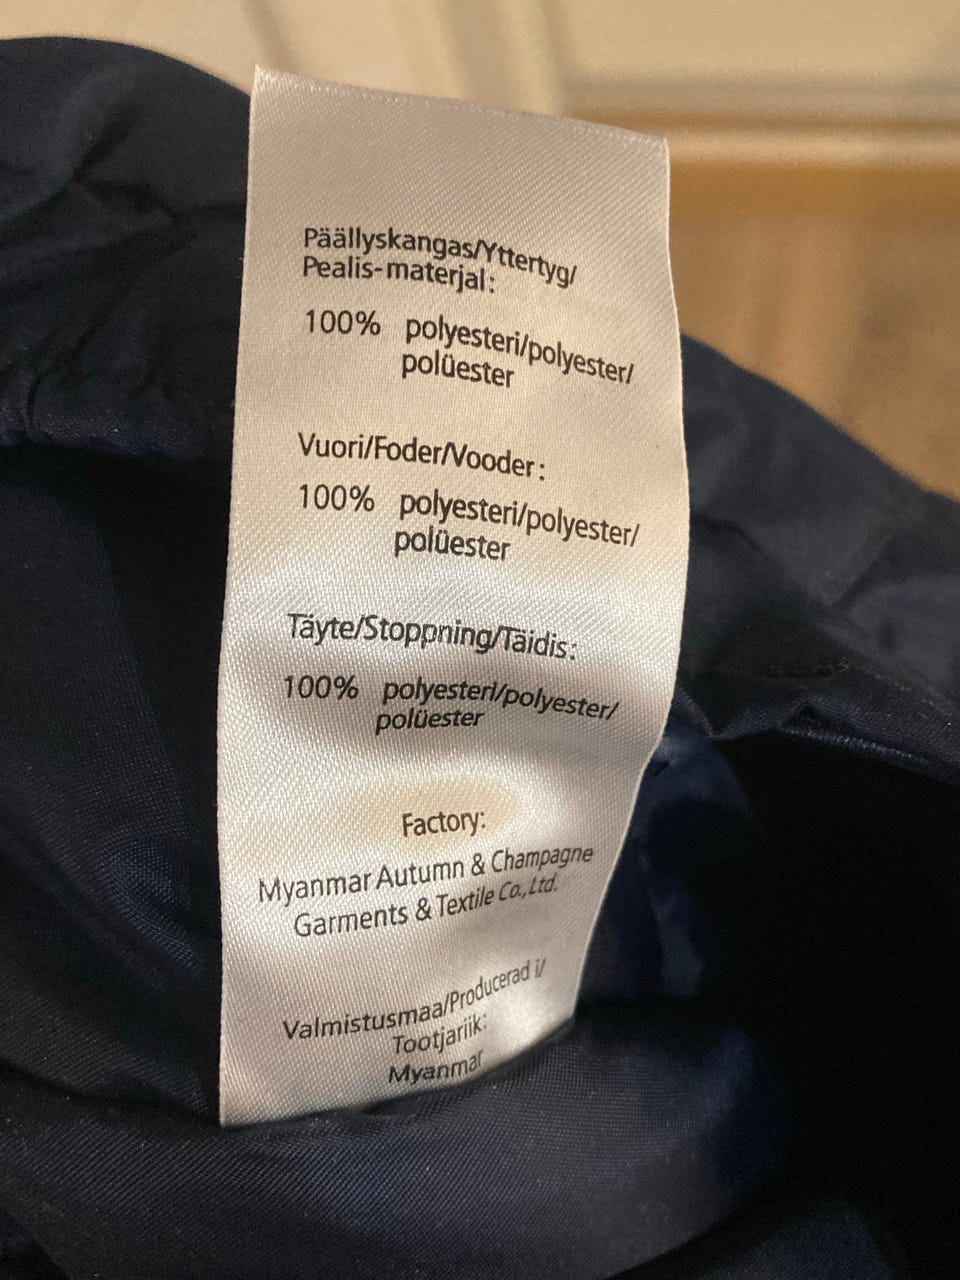 Päällyskangas/Yttertyg/
Pealis-materjal:
100% polyesteri/polyester/
polüester
Vuori/Foder/Vooder:
100% polyesteri/polyester/
polüester
Täyte/Stoppning/Täidis:
100% polyesteri/polyester/
polüester
Factory:
Myanmar Autumn & Champagne
Garments & Textile Co., Ltd.
Valmistusmaa/Producerad i/
Tootjariik:
Myanmar